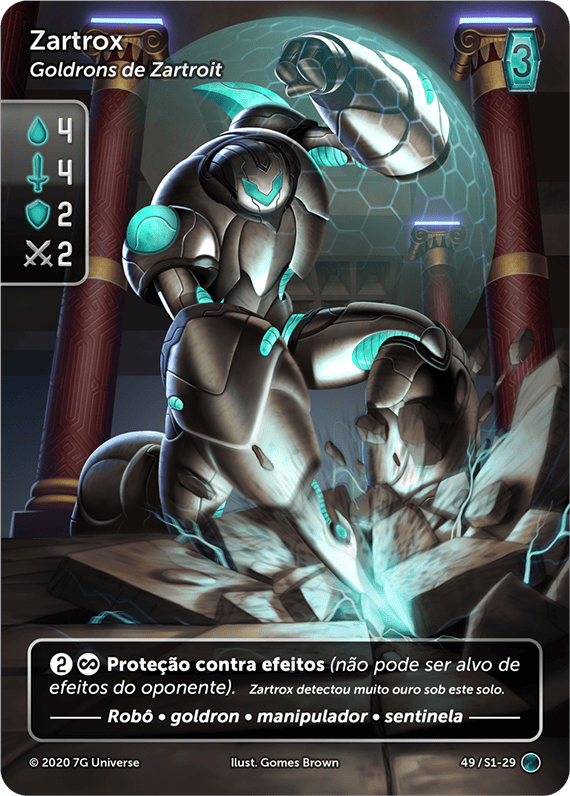 Zartrox
3
Goldrons de Zartroit
4
4
2
2
2 ∞ Proteção contra efeitos (não pode ser alvo de
efeitos do oponente). Zartrox detectou muito ouro sob este solo.
Robô • goldron • manipulador • sentinela
© 2020 7G Universe Ilust. Gomes Brown 49 / S1-29